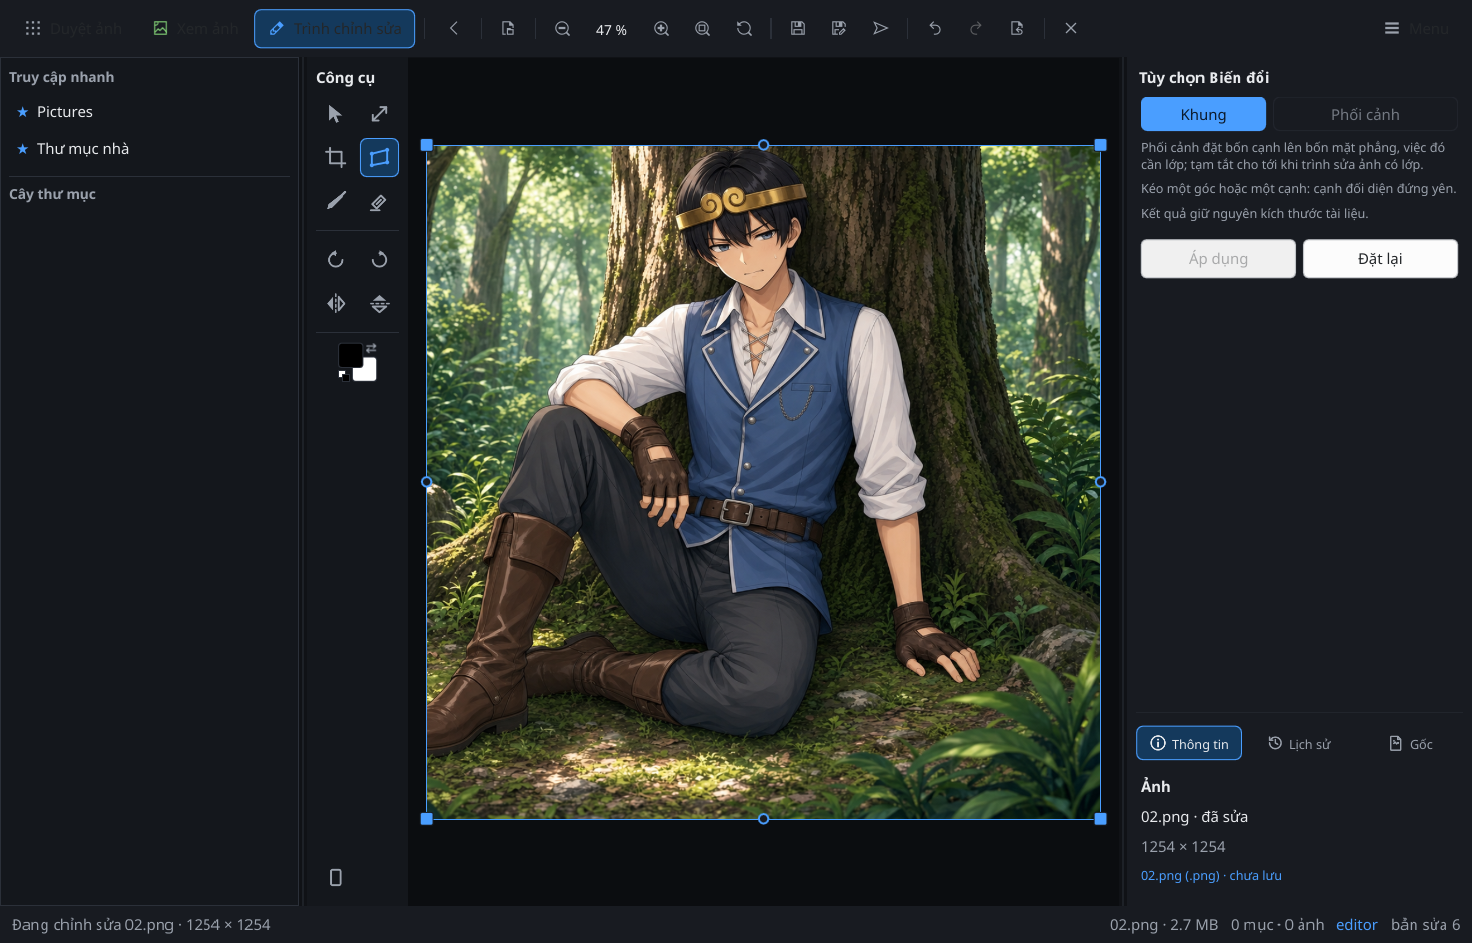 Duyệt ảnh
Xem ảnh
Trình chỉnh sửa
47 %
Menu
Truy cập nhanh
Pictures
Thư mục nhà
Cây thư mục
Công cụ
Tùy chọn Biến đổi
Khung
Phối cảnh
Phối cảnh đặt bốn cạnh lên bốn mặt phẳng, việc đó
cần lớp; tạm tắt cho tới khi trình sửa ảnh có lớp.
Kéo một góc hoặc một cạnh: cạnh đối diện đứng yên.
Kết quả giữ nguyên kích thước tài liệu.
Áp dụng
Đặt lại
Thông tin
Lịch sử
Gốc
Ảnh
02.png · đã sửa
1254 × 1254
02.png (.png) · chưa lưu
Đang chỉnh sửa 02.png · 1254 × 1254
02.png · 2.7 MB
0 mục · 0 ảnh
editor
bản sửa 6